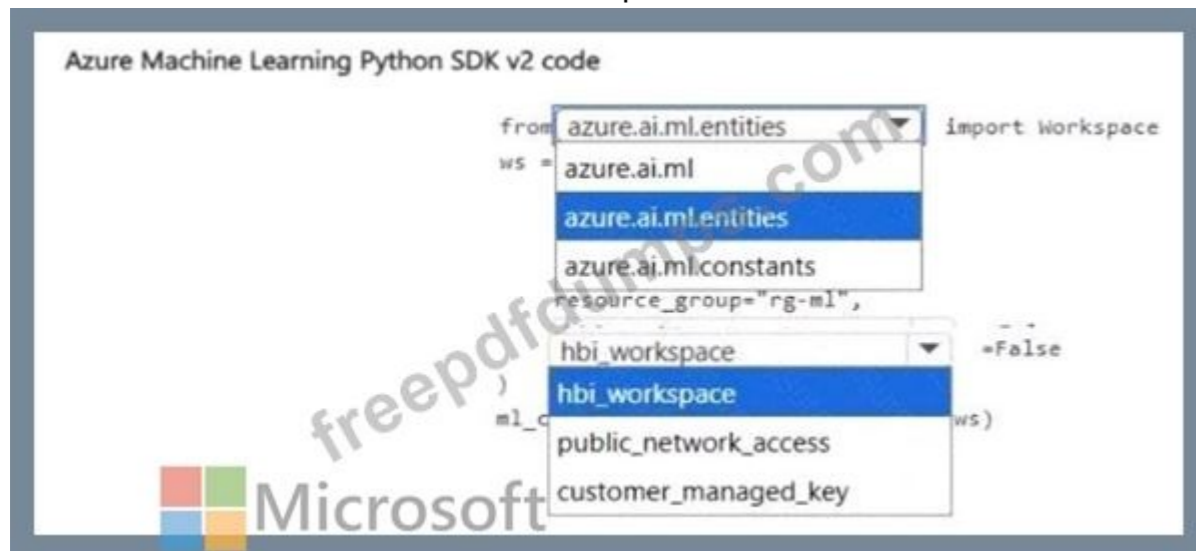 Azure Machine Learning Python SDK v2 code
from azure.ai.ml.entities import Workspace
ws =
azure.ai.ml
azure.ai.ml.entities
azure.ai.ml.constants
resource_group="rg-ml",
hbi_workspace =False
)
hbi_workspace
ml_c ws)
public_network_access
customer_managed_key
freepdfdumps.com
Microsoft